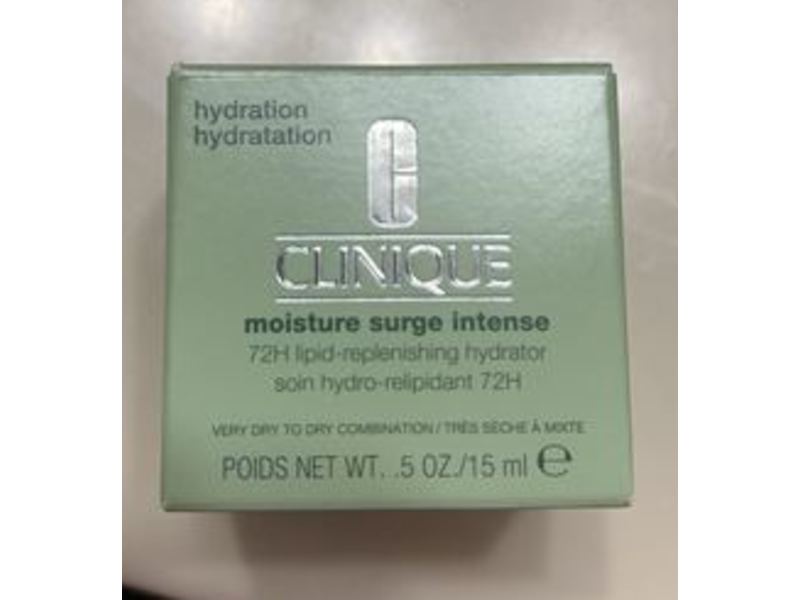 hydration
hydratation
CLINIQUE
moisture surge intense
72H lipid-replenishing hydrator
soin hydro-relipidant 72H
VERY DRY TO DRY COMBINATION / TRÈS SÈCHE À MIXTE
POIDS NET WT. .5 OZ./15 ml ℮